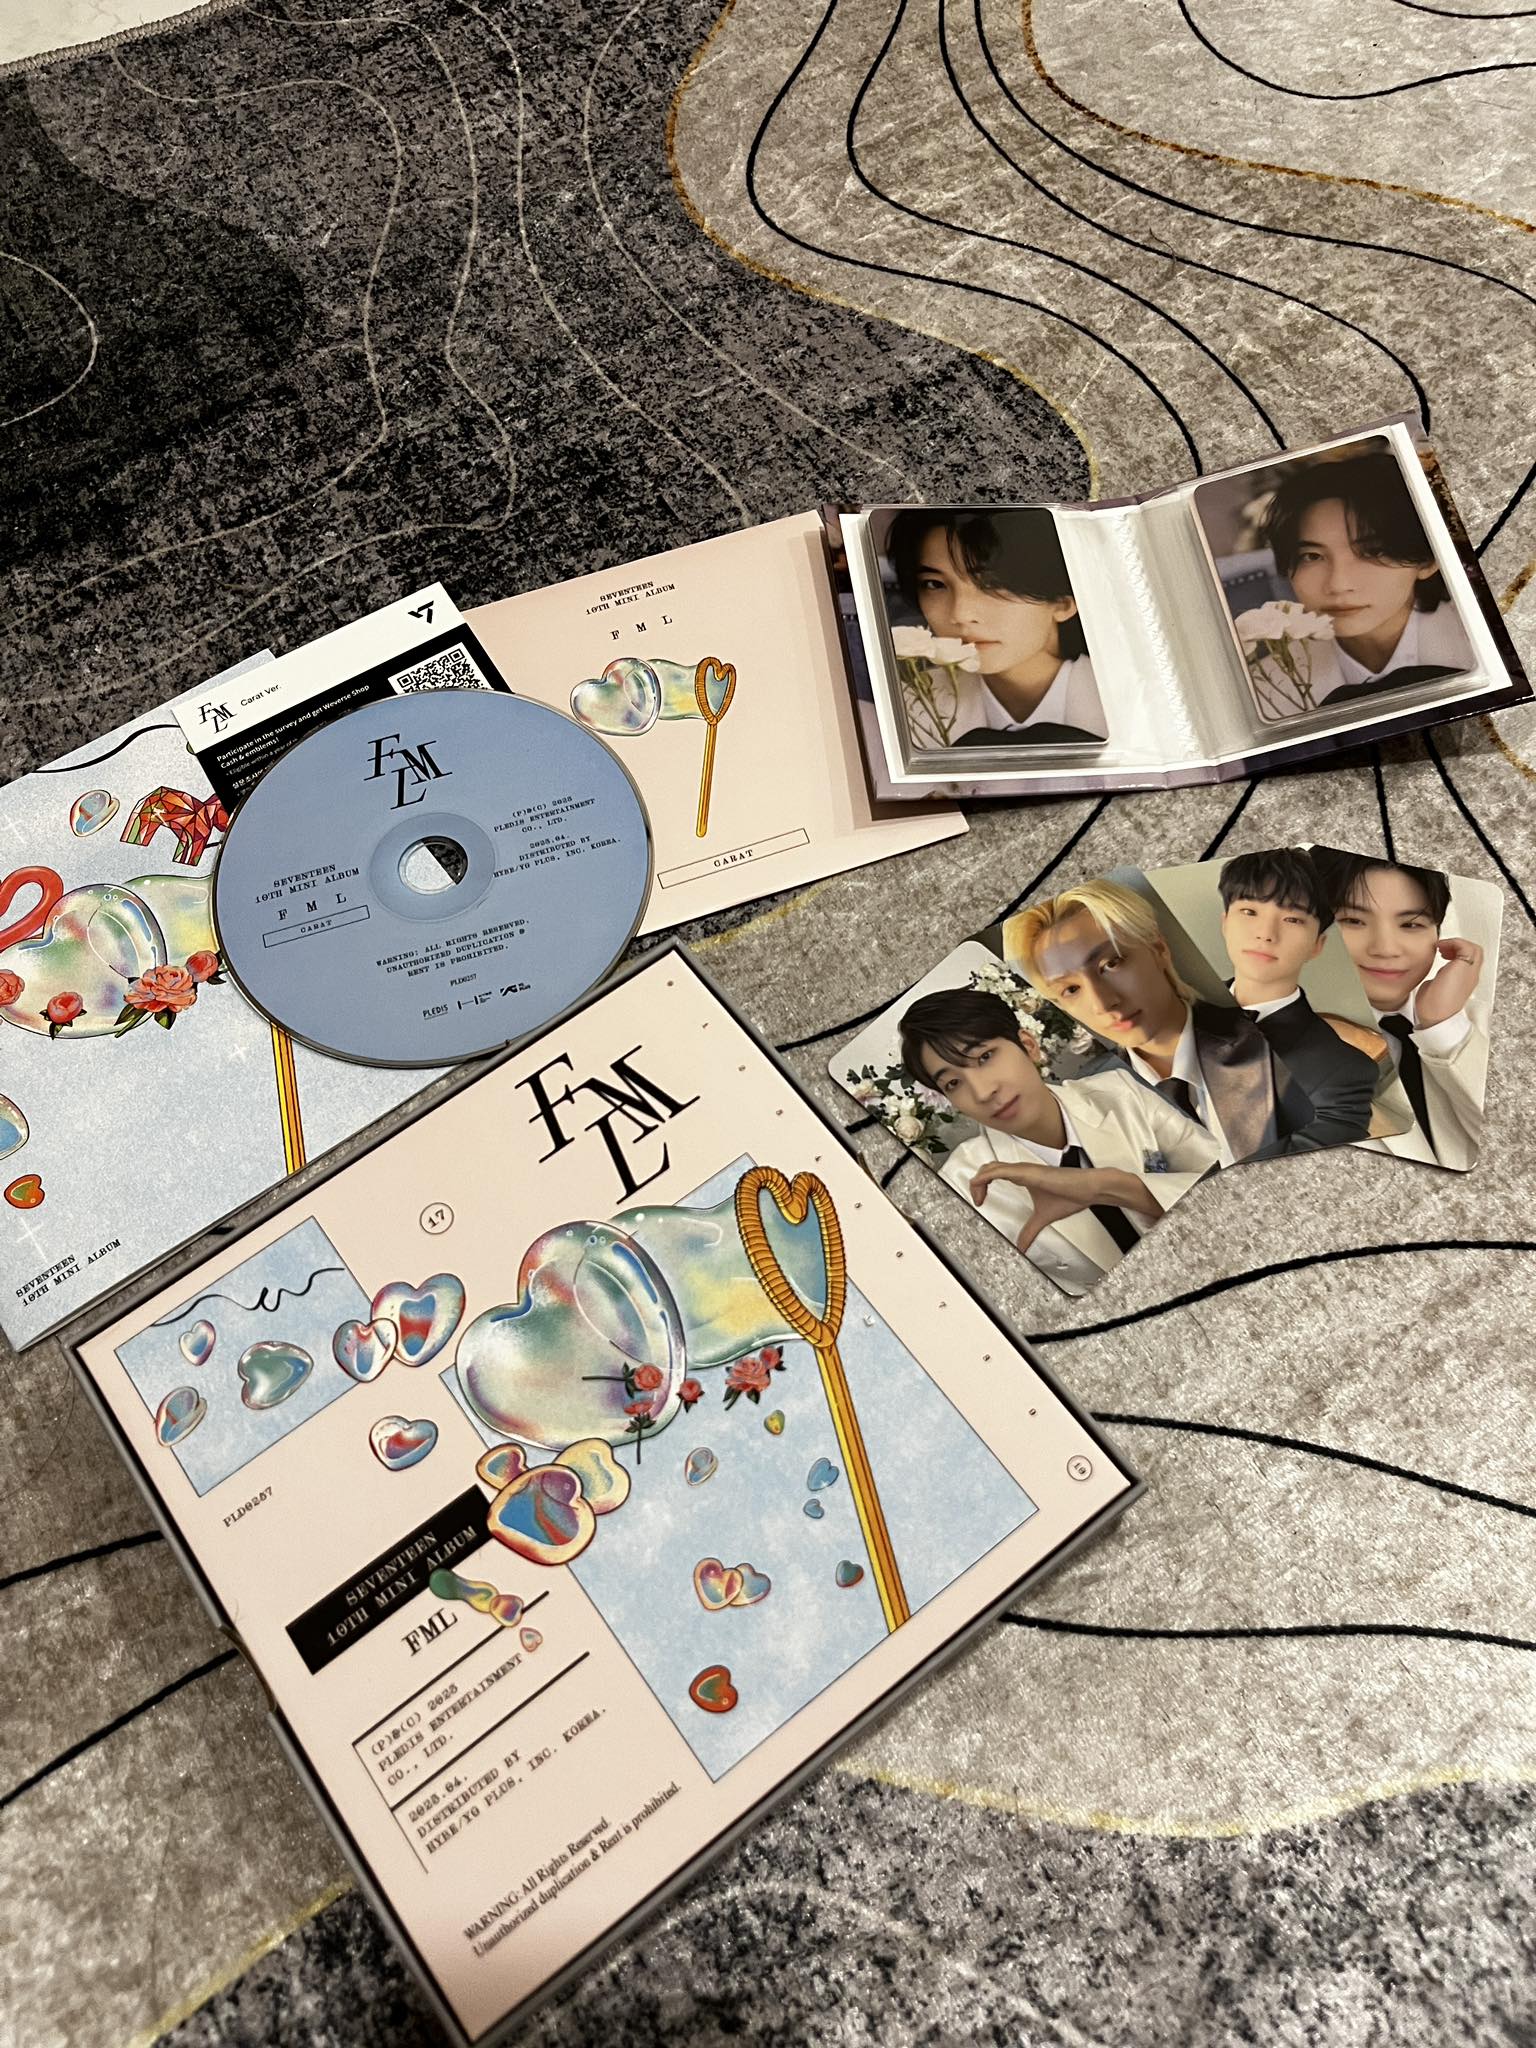 SEVENTEEN
10TH MINI ALBUM
F M L
CARAT
FML
Carat Ver.
Participate in the survey and get Weverse Shop
Cash & emblems!
FML
(P)&(C) 2023
PLEDIS ENTERTAINMENT
CO., LTD.
2023.04.
DISTRIBUTED BY
HYBE/YG PLUS, INC. KOREA.
SEVENTEEN
10TH MINI ALBUM
F M L
CARAT
WARNING: ALL RIGHTS RESERVED.
UNAUTHORIZED DUPLICATION &
RENT IS PROHIBITED.
PLD0257
PLEDIS
SEVENTEEN
10TH MINI ALBUM
FML
17
PLD0257
SEVENTEEN
10TH MINI ALBUM
FML
(P)&(C) 2023
PLEDIS ENTERTAINMENT
CO., LTD.
2023.04.
DISTRIBUTED BY
HYBE/YG PLUS, INC. KOREA.
WARNING: All Rights Reserved.
Unauthorized duplication & Rent is prohibited.